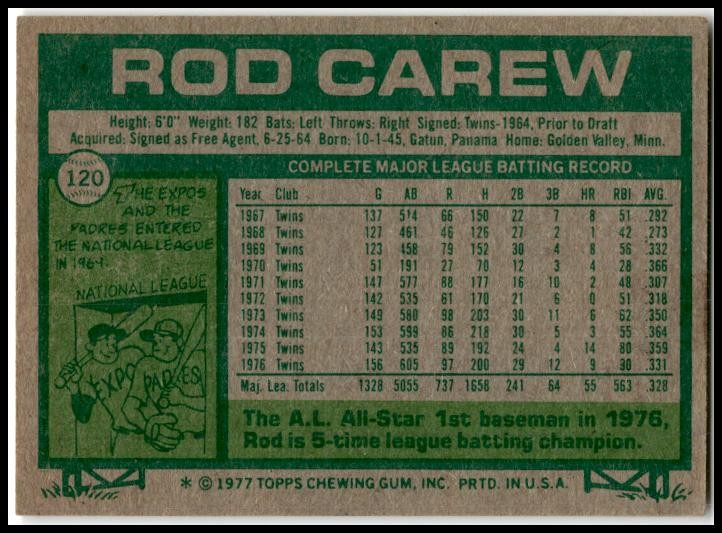 ROD CAREW
Height: 6'0" Weight: 182 Bats: Left Throws: Right Signed: Twins-1964, Prior to Draft
Acquired: Signed as Free Agent, 6-25-64 Born: 10-1-45, Gatun, Panama Home: Golden Valley, Minn.
120
THE EXPOS
AND THE
PADRES ENTERED
THE NATIONAL LEAGUE
IN 1969.
NATIONAL LEAGUE
EXPO
PADRES
COMPLETE MAJOR LEAGUE BATTING RECORD
Year Club G AB R H 2B 3B HR RBI AVG.
1967 Twins 137 514 66 150 22 7 8 51 .292
1968 Twins 127 461 46 126 27 2 1 42 .273
1969 Twins 123 458 79 152 30 4 8 56 .332
1970 Twins 51 191 27 70 12 3 4 28 .366
1971 Twins 147 577 88 177 16 10 2 48 .307
1972 Twins 142 535 61 170 21 6 0 51 .318
1973 Twins 149 580 98 203 30 11 6 62 .350
1974 Twins 153 599 86 218 30 5 3 55 .364
1975 Twins 143 535 89 192 24 4 14 80 .359
1976 Twins 156 605 97 200 29 12 9 90 .331
Maj. Lea. Totals 1328 5055 737 1658 241 64 55 563 .328
The A.L. All-Star 1st baseman in 1976,
Rod is 5-time league batting champion.
* © 1977 TOPPS CHEWING GUM, INC. PRTD. IN U.S.A.